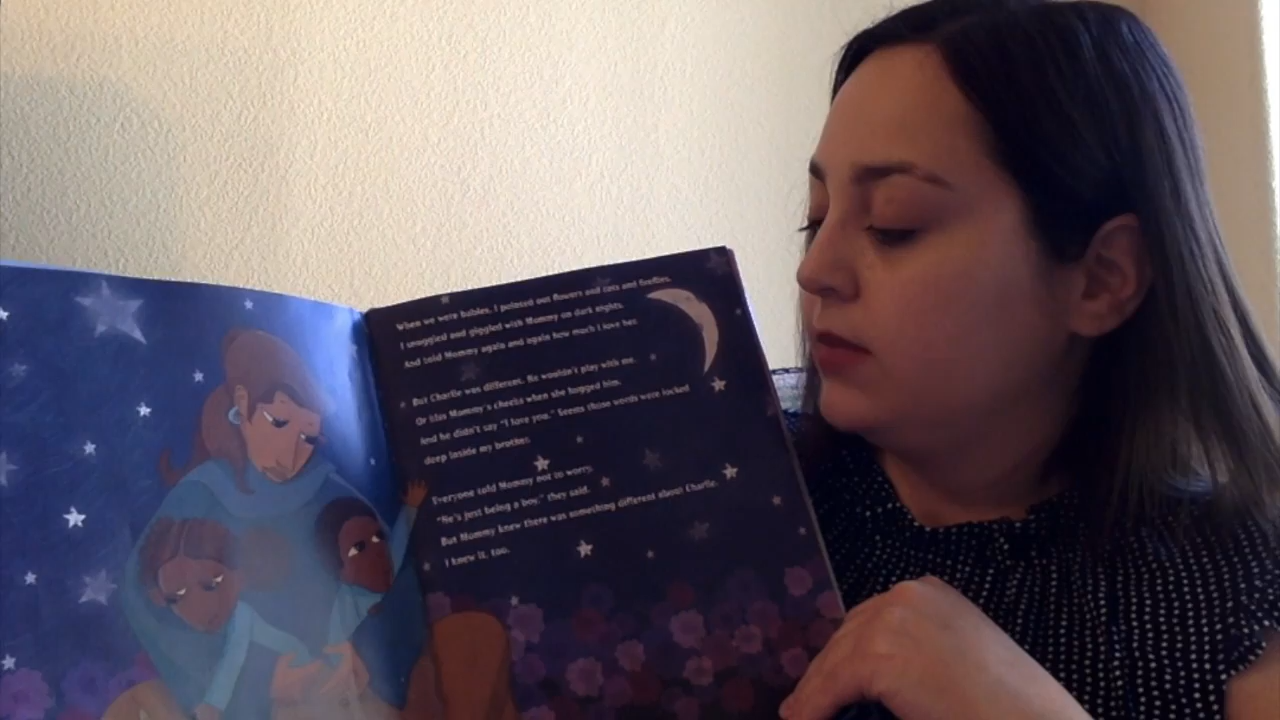 When we were babies, I pointed out flowers and cats and fireflies.
I snuggled and giggled with Mommy on dark nights.
And told Mommy again and again how much I love her.
But Charlie was different. He wouldn't play with me.
Or kiss Mommy's cheeks when she hugged him.
And he didn't say "I love you." Seems those words were locked
deep inside my brother.
Everyone told Mommy not to worry.
"He's just being a boy," they said.
But Mommy knew there was something different about Charlie.
I knew it, too.